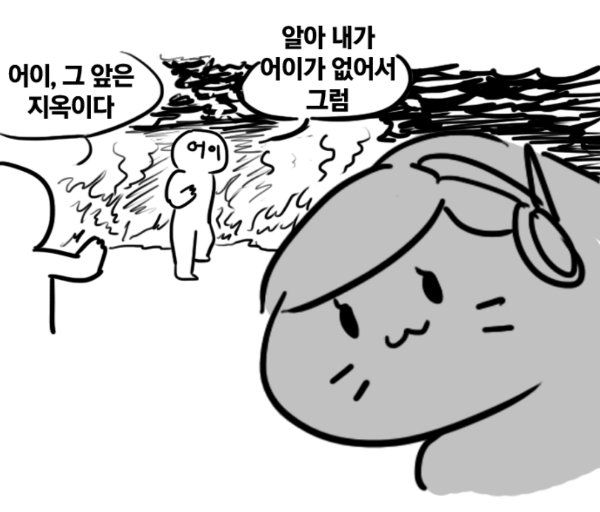 어이, 그 앞은
지옥이다
알아 내가
어이가 없어서
그럼
어이